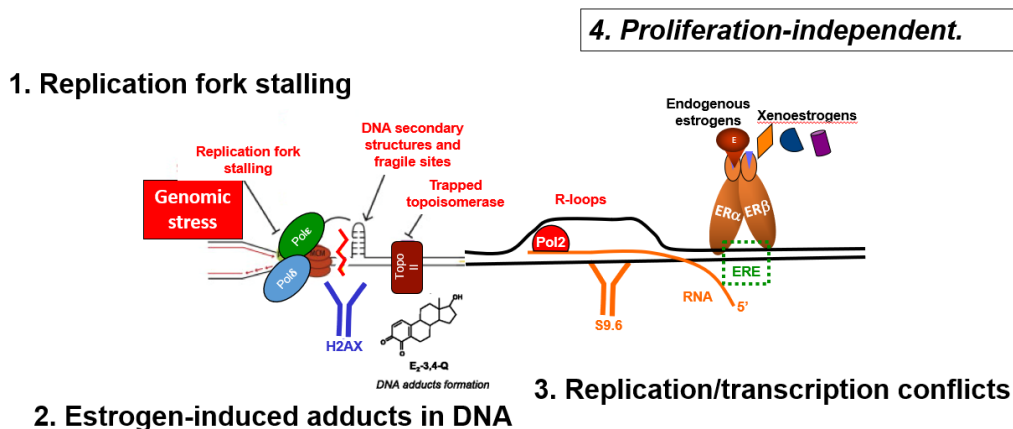 4. Proliferation-independent.
1. Replication fork stalling
Endogenous
estrogens
Xenoestrogens
E
DNA secondary
structures and
fragile sites
Replication fork
stalling
Trapped
topoisomerase
Genomic
stress
R-loops
ERα
ERβ
Polε
Pol2
MCM
Polδ
Topo
II
ERE
RNA
5'
S9.6
H2AX
OH
O
O
E₂-3,4-Q
DNA adducts formation
3. Replication/transcription conflicts
2. Estrogen-induced adducts in DNA